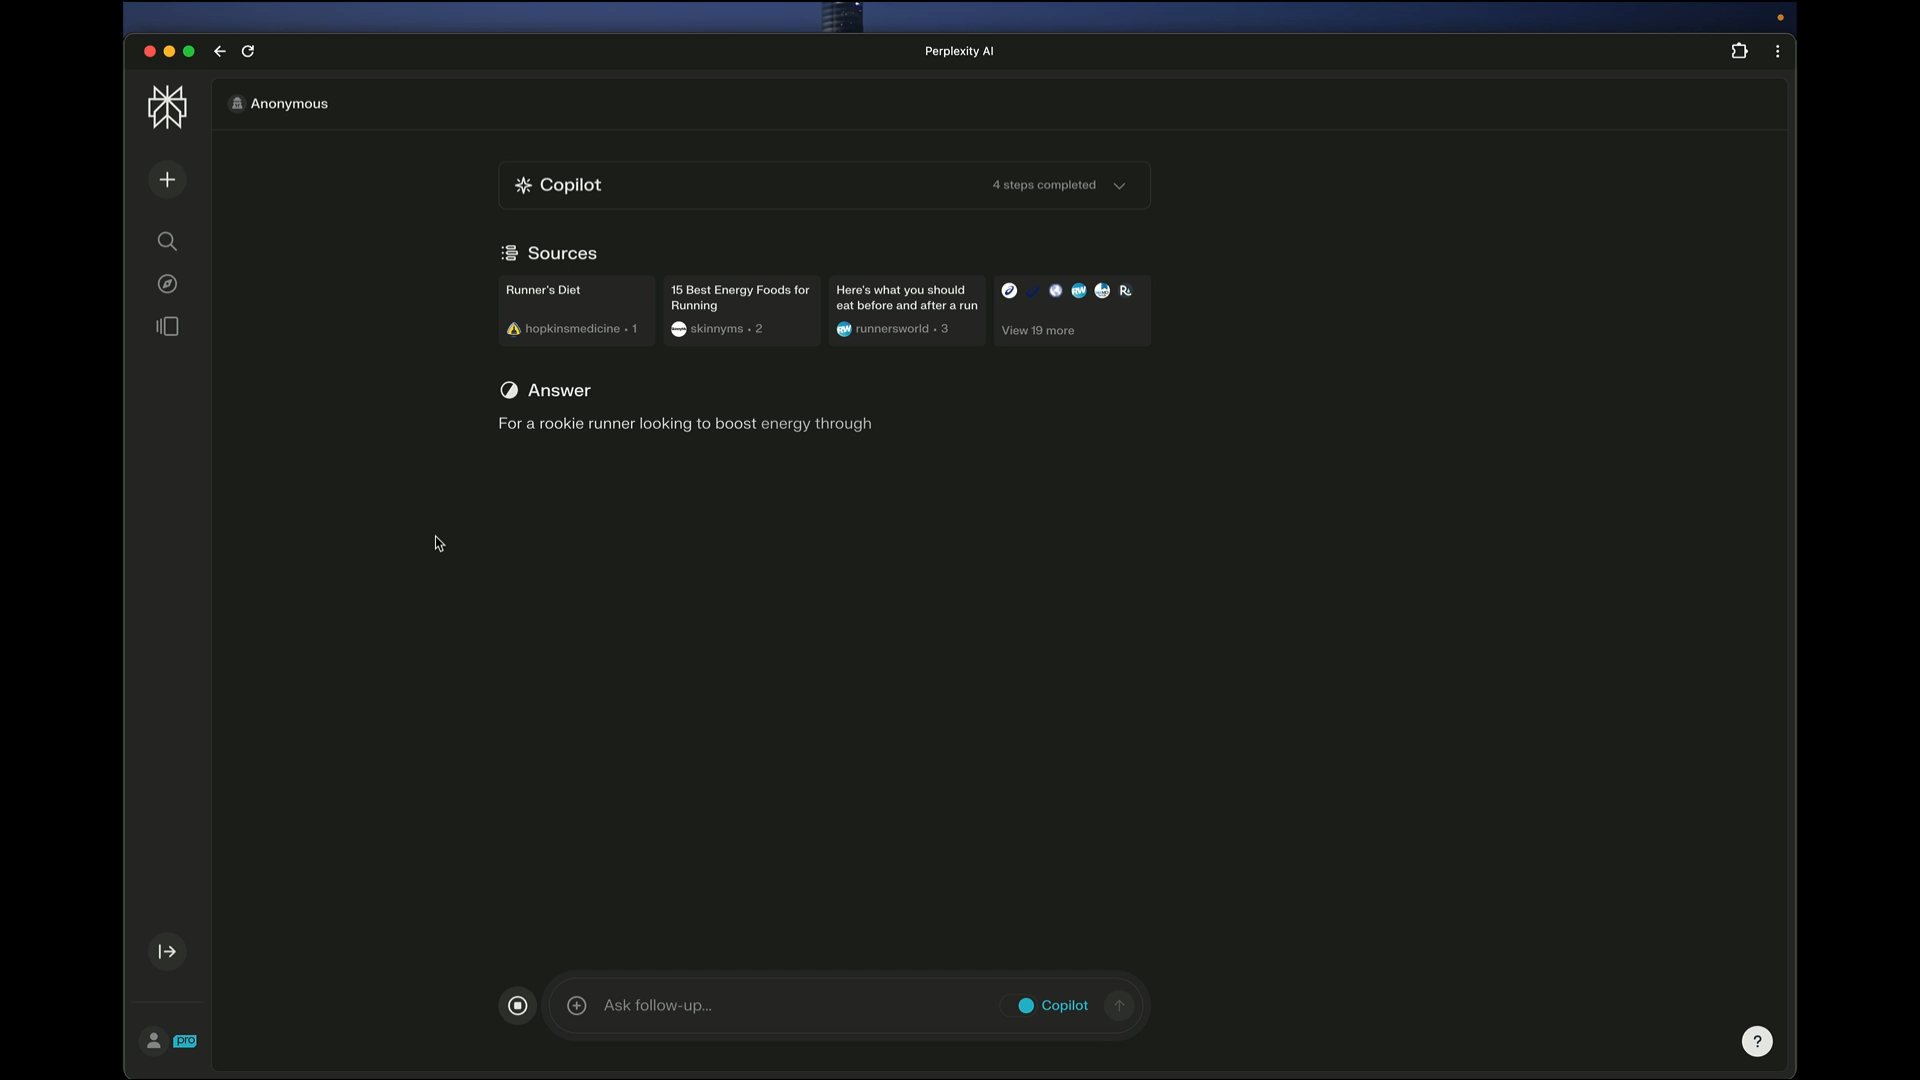 Perplexity AI
Anonymous
Copilot
4 steps completed
Sources
Runner's Diet
hopkinsmedicine • 1
15 Best Energy Foods for
Running
skinnyms • 2
Here's what you should
eat before and after a run
RW runnersworld • 3
RW
View 19 more
Answer
For a rookie runner looking to boost energy through
Ask follow-up...
Copilot
pro
?